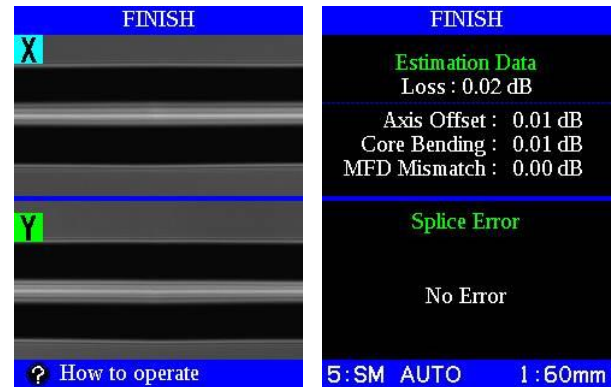 FINISH
X
Y
? How to operate
FINISH
Estimation Data
Loss : 0.02 dB
Axis Offset : 0.01 dB
Core Bending : 0.01 dB
MFD Mismatch : 0.00 dB
Splice Error
No Error
5:SM AUTO 1:60mm